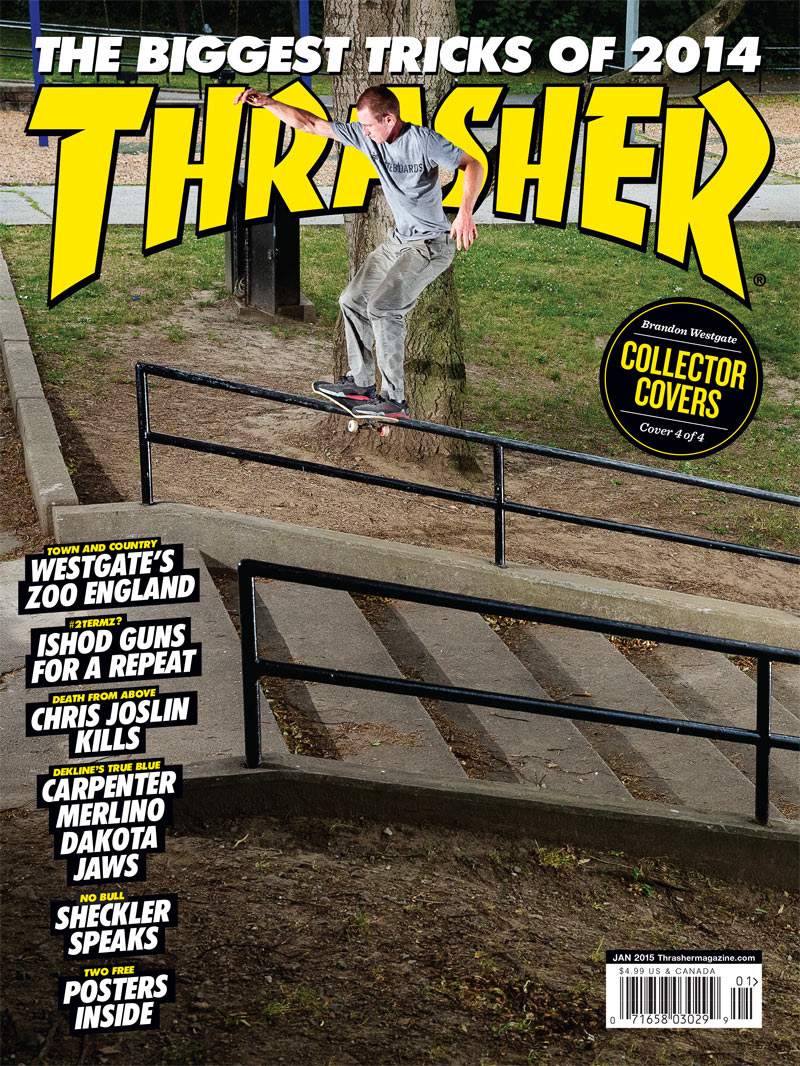 THE BIGGEST TRICKS OF 2014
THRASHER
®
Brandon Westgate
COLLECTOR
COVERS
Cover 4 of 4
TOWN AND COUNTRY
WESTGATE'S
ZOO ENGLAND
#2TERMZ?
ISHOD GUNS
FOR A REPEAT
DEATH FROM ABOVE
CHRIS JOSLIN
KILLS
DEKLINE'S TRUE BLUE
CARPENTER
MERLINO
DAKOTA
JAWS
NO BULL
SHECKLER
SPEAKS
TWO FREE
POSTERS
INSIDE
JAN 2015 Thrashermagazine.com
$4.99 US & CANADA
01>
0 71658 03029 9